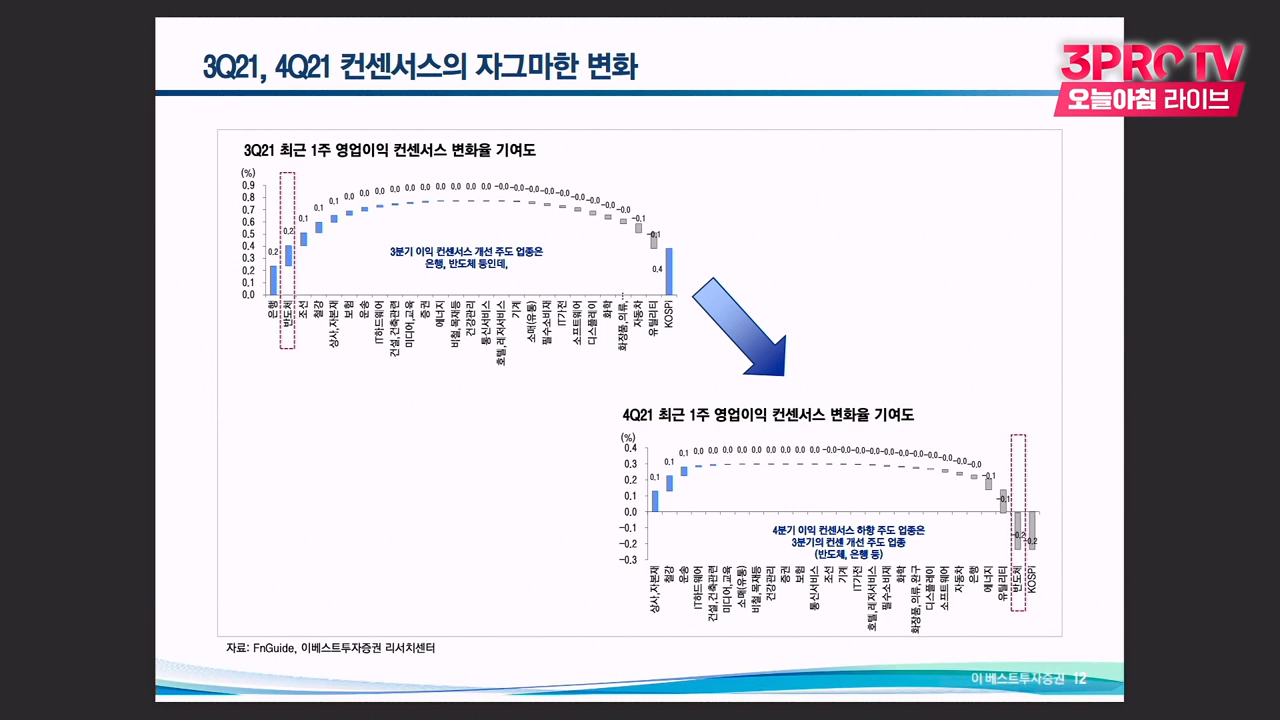 3Q21, 4Q21 컨센서스의 자그마한 변화
3PROTV
오늘아침 라이브
3Q21 최근 1주 영업이익 컨센서스 변화율 기여도
(%)
0.9
0.8
0.7
0.6
0.5
0.4
0.3
0.2
0.1
0.0
0.2
0.2
0.1
0.1
0.1
0.0
0.0
0.0
0.0
0.0
0.0
0.0
0.0
0.0
0.0
-0.0
-0.0
-0.0
-0.0
-0.0
-0.0
-0.0
-0.0
-0.0
-0.1
-0.1
0.4
3분기 이익 컨센서스 개선 주도 업종은
은행, 반도체 등인데,
은행
반도체
조선
철강
상사,자본재
보험
운송
IT하드웨어
건설,건축관련
미디어,교육
증권
에너지
비철,목재등
건강관리
통신서비스
호텔,레저서비스
기계
소매(유통)
필수소비재
IT가전
소프트웨어
디스플레이
화학
화장품,의류,…
자동차
유틸리티
KOSPI
4Q21 최근 1주 영업이익 컨센서스 변화율 기여도
(%)
0.4
0.3
0.2
0.1
0.0
-0.1
-0.2
-0.3
0.1
0.1
0.1
0.0
0.0
0.0
0.0
0.0
0.0
0.0
0.0
0.0
-0.0
-0.0
-0.0
-0.0
-0.0
-0.0
-0.0
-0.0
-0.0
-0.0
-0.0
-0.1
-0.1
-0.2
-0.2
4분기 이익 컨센서스 하향 주도 업종은
3분기의 컨센 개선 주도 업종
(반도체, 은행 등)
상사,자본재
철강
운송
IT하드웨어
건설,건축관련
미디어,교육
소매(유통)
비철,목재등
건강관리
증권
보험
통신서비스
조선
기계
IT가전
호텔,레저서비스
필수소비재
화학
화장품,의류,완구
디스플레이
소프트웨어
자동차
은행
에너지
유틸리티
반도체
KOSPI
자료: FnGuide, 이베스트투자증권 리서치센터
이베스트투자증권 12